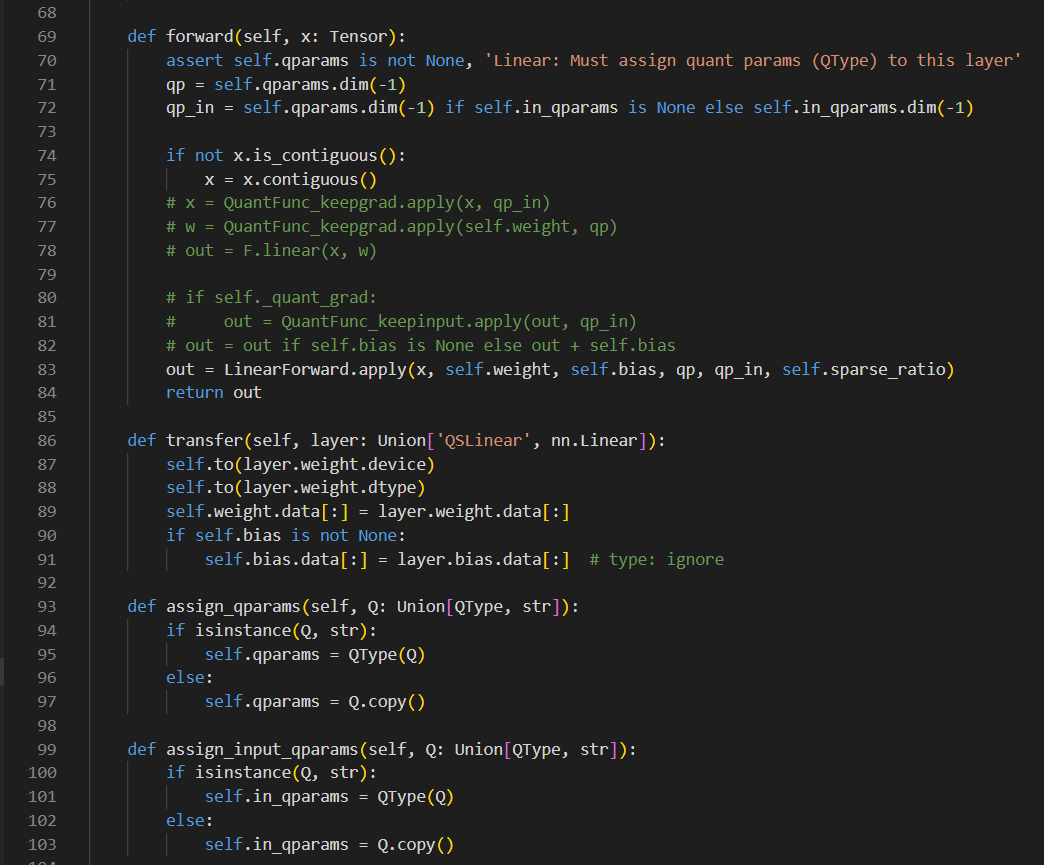 68
69 def forward(self, x: Tensor):
70 assert self.qparams is not None, 'Linear: Must assign quant params (QType) to this layer'
71 qp = self.qparams.dim(-1)
72 qp_in = self.qparams.dim(-1) if self.in_qparams is None else self.in_qparams.dim(-1)
73
74 if not x.is_contiguous():
75 x = x.contiguous()
76 # x = QuantFunc_keepgrad.apply(x, qp_in)
77 # w = QuantFunc_keepgrad.apply(self.weight, qp)
78 # out = F.linear(x, w)
79
80 # if self._quant_grad:
81 #     out = QuantFunc_keepinput.apply(out, qp_in)
82 # out = out if self.bias is None else out + self.bias
83 out = LinearForward.apply(x, self.weight, self.bias, qp, qp_in, self.sparse_ratio)
84 return out
85
86 def transfer(self, layer: Union['QSLinear', nn.Linear]):
87 self.to(layer.weight.device)
88 self.to(layer.weight.dtype)
89 self.weight.data[:] = layer.weight.data[:]
90 if self.bias is not None:
91 self.bias.data[:] = layer.bias.data[:]  # type: ignore
92
93 def assign_qparams(self, Q: Union[QType, str]):
94 if isinstance(Q, str):
95 self.qparams = QType(Q)
96 else:
97 self.qparams = Q.copy()
98
99 def assign_input_qparams(self, Q: Union[QType, str]):
100 if isinstance(Q, str):
101 self.in_qparams = QType(Q)
102 else:
103 self.in_qparams = Q.copy()